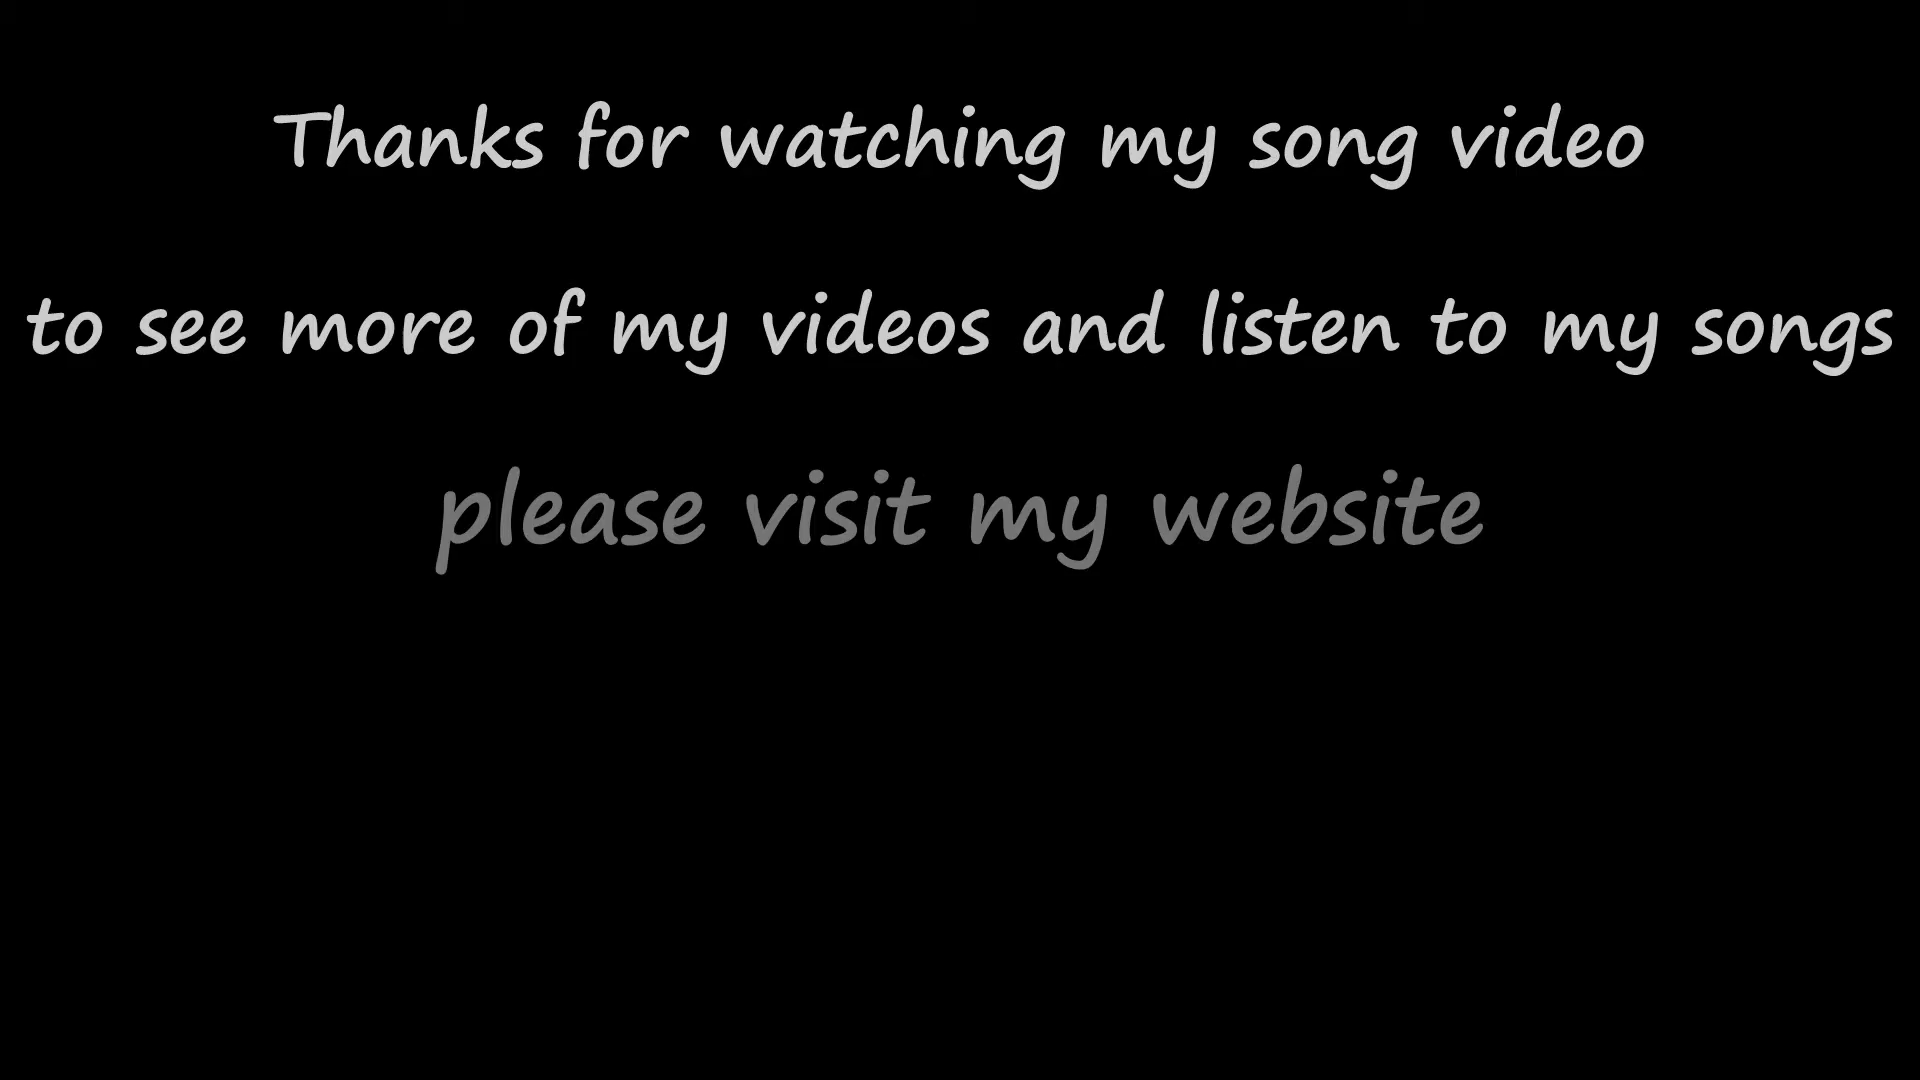 Thanks for watching my song video
to see more of my videos and listen to my songs
please visit my website